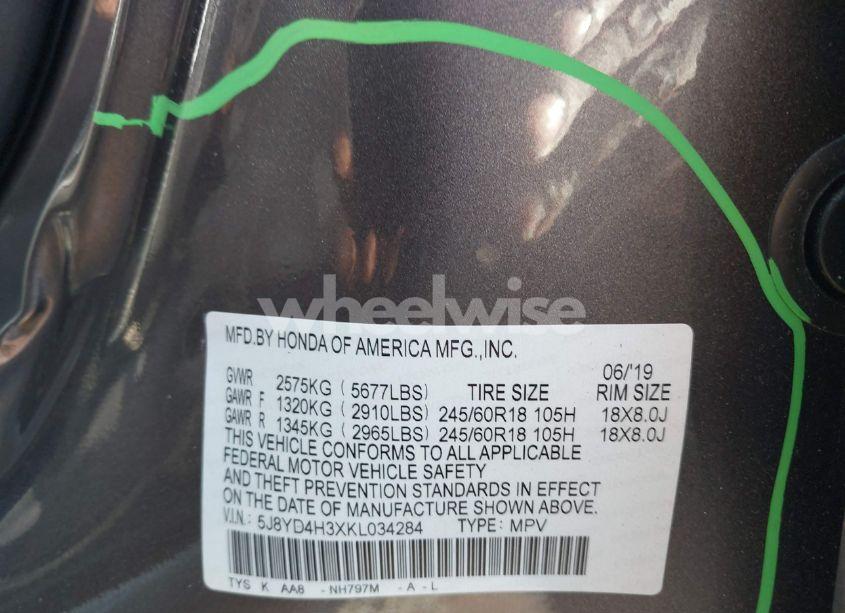 wheelwise
MFD.BY HONDA OF AMERICA MFG.,INC.
06/19
GVWR 2575KG ( 5677LBS) TIRE SIZE RIM SIZE
GAWR F 1320KG ( 2910LBS) 245/60R18 105H 18X8.0J
GAWR R 1345KG ( 2965LBS) 245/60R18 105H 18X8.0J
THIS VEHICLE CONFORMS TO ALL APPLICABLE
FEDERAL MOTOR VEHICLE SAFETY
AND THEFT PREVENTION STANDARDS IN EFFECT
ON THE DATE OF MANUFACTURE SHOWN ABOVE.
V.I.N.: 5J8YD4H3XKL034284 TYPE: MPV
TYS K AA8 - NH797M - A - L